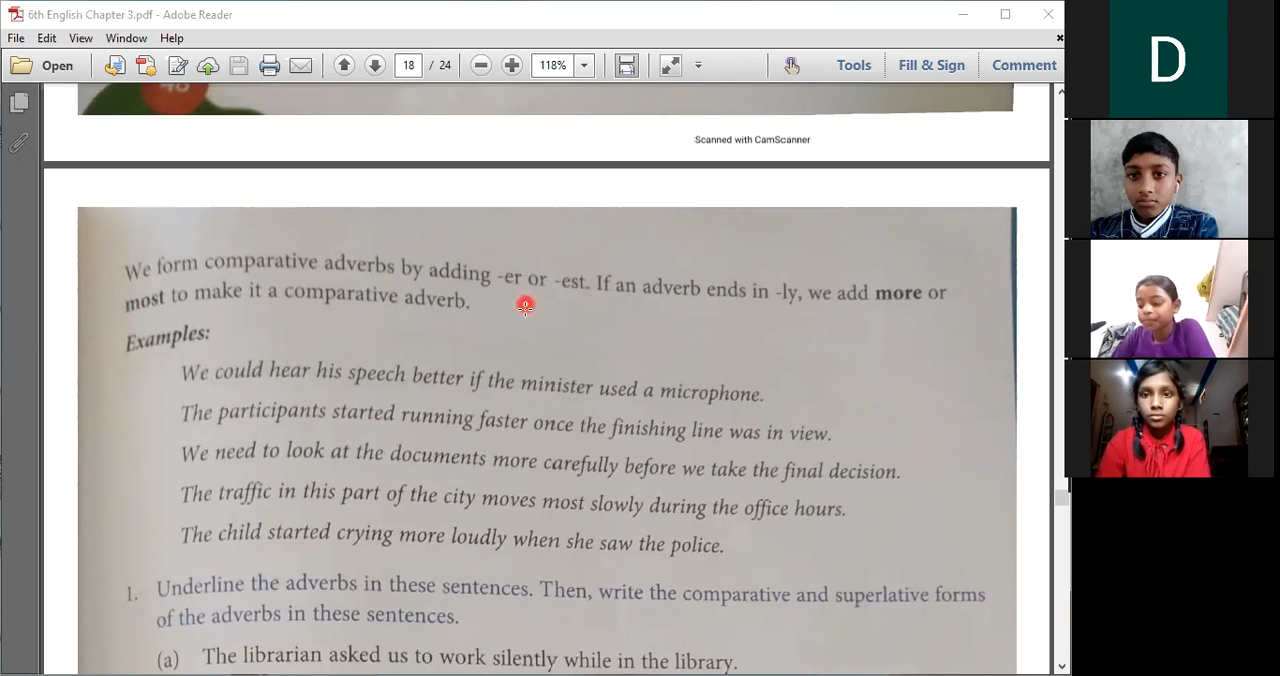 6th English Chapter 3.pdf - Adobe Reader
File Edit View Window Help
Open 18 / 24 118% Tools Fill & Sign Comment
Scanned with CamScanner
We form comparative adverbs by adding -er or -est. If an adverb ends in -ly, we add more or
most to make it a comparative adverb.
Examples:
We could hear his speech better if the minister used a microphone.
The participants started running faster once the finishing line was in view.
We need to look at the documents more carefully before we take the final decision.
The traffic in this part of the city moves most slowly during the office hours.
The child started crying more loudly when she saw the police.
1. Underline the adverbs in these sentences. Then, write the comparative and superlative forms
of the adverbs in these sentences.
(a) The librarian asked us to work silently while in the library.
D